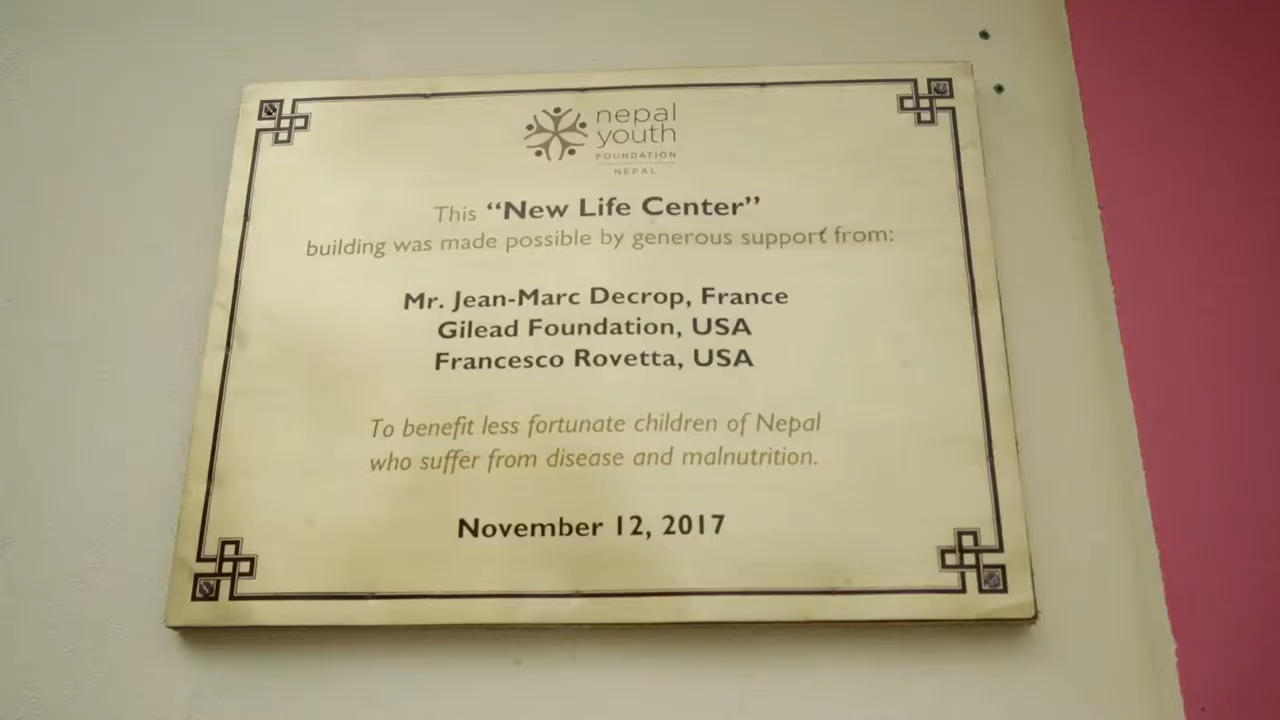 nepal
youth
FOUNDATION
NEPAL
This “New Life Center”
building was made possible by generous support from:
Mr. Jean-Marc Decrop, France
Gilead Foundation, USA
Francesco Rovetta, USA
To benefit less fortunate children of Nepal
who suffer from disease and malnutrition.
November 12, 2017